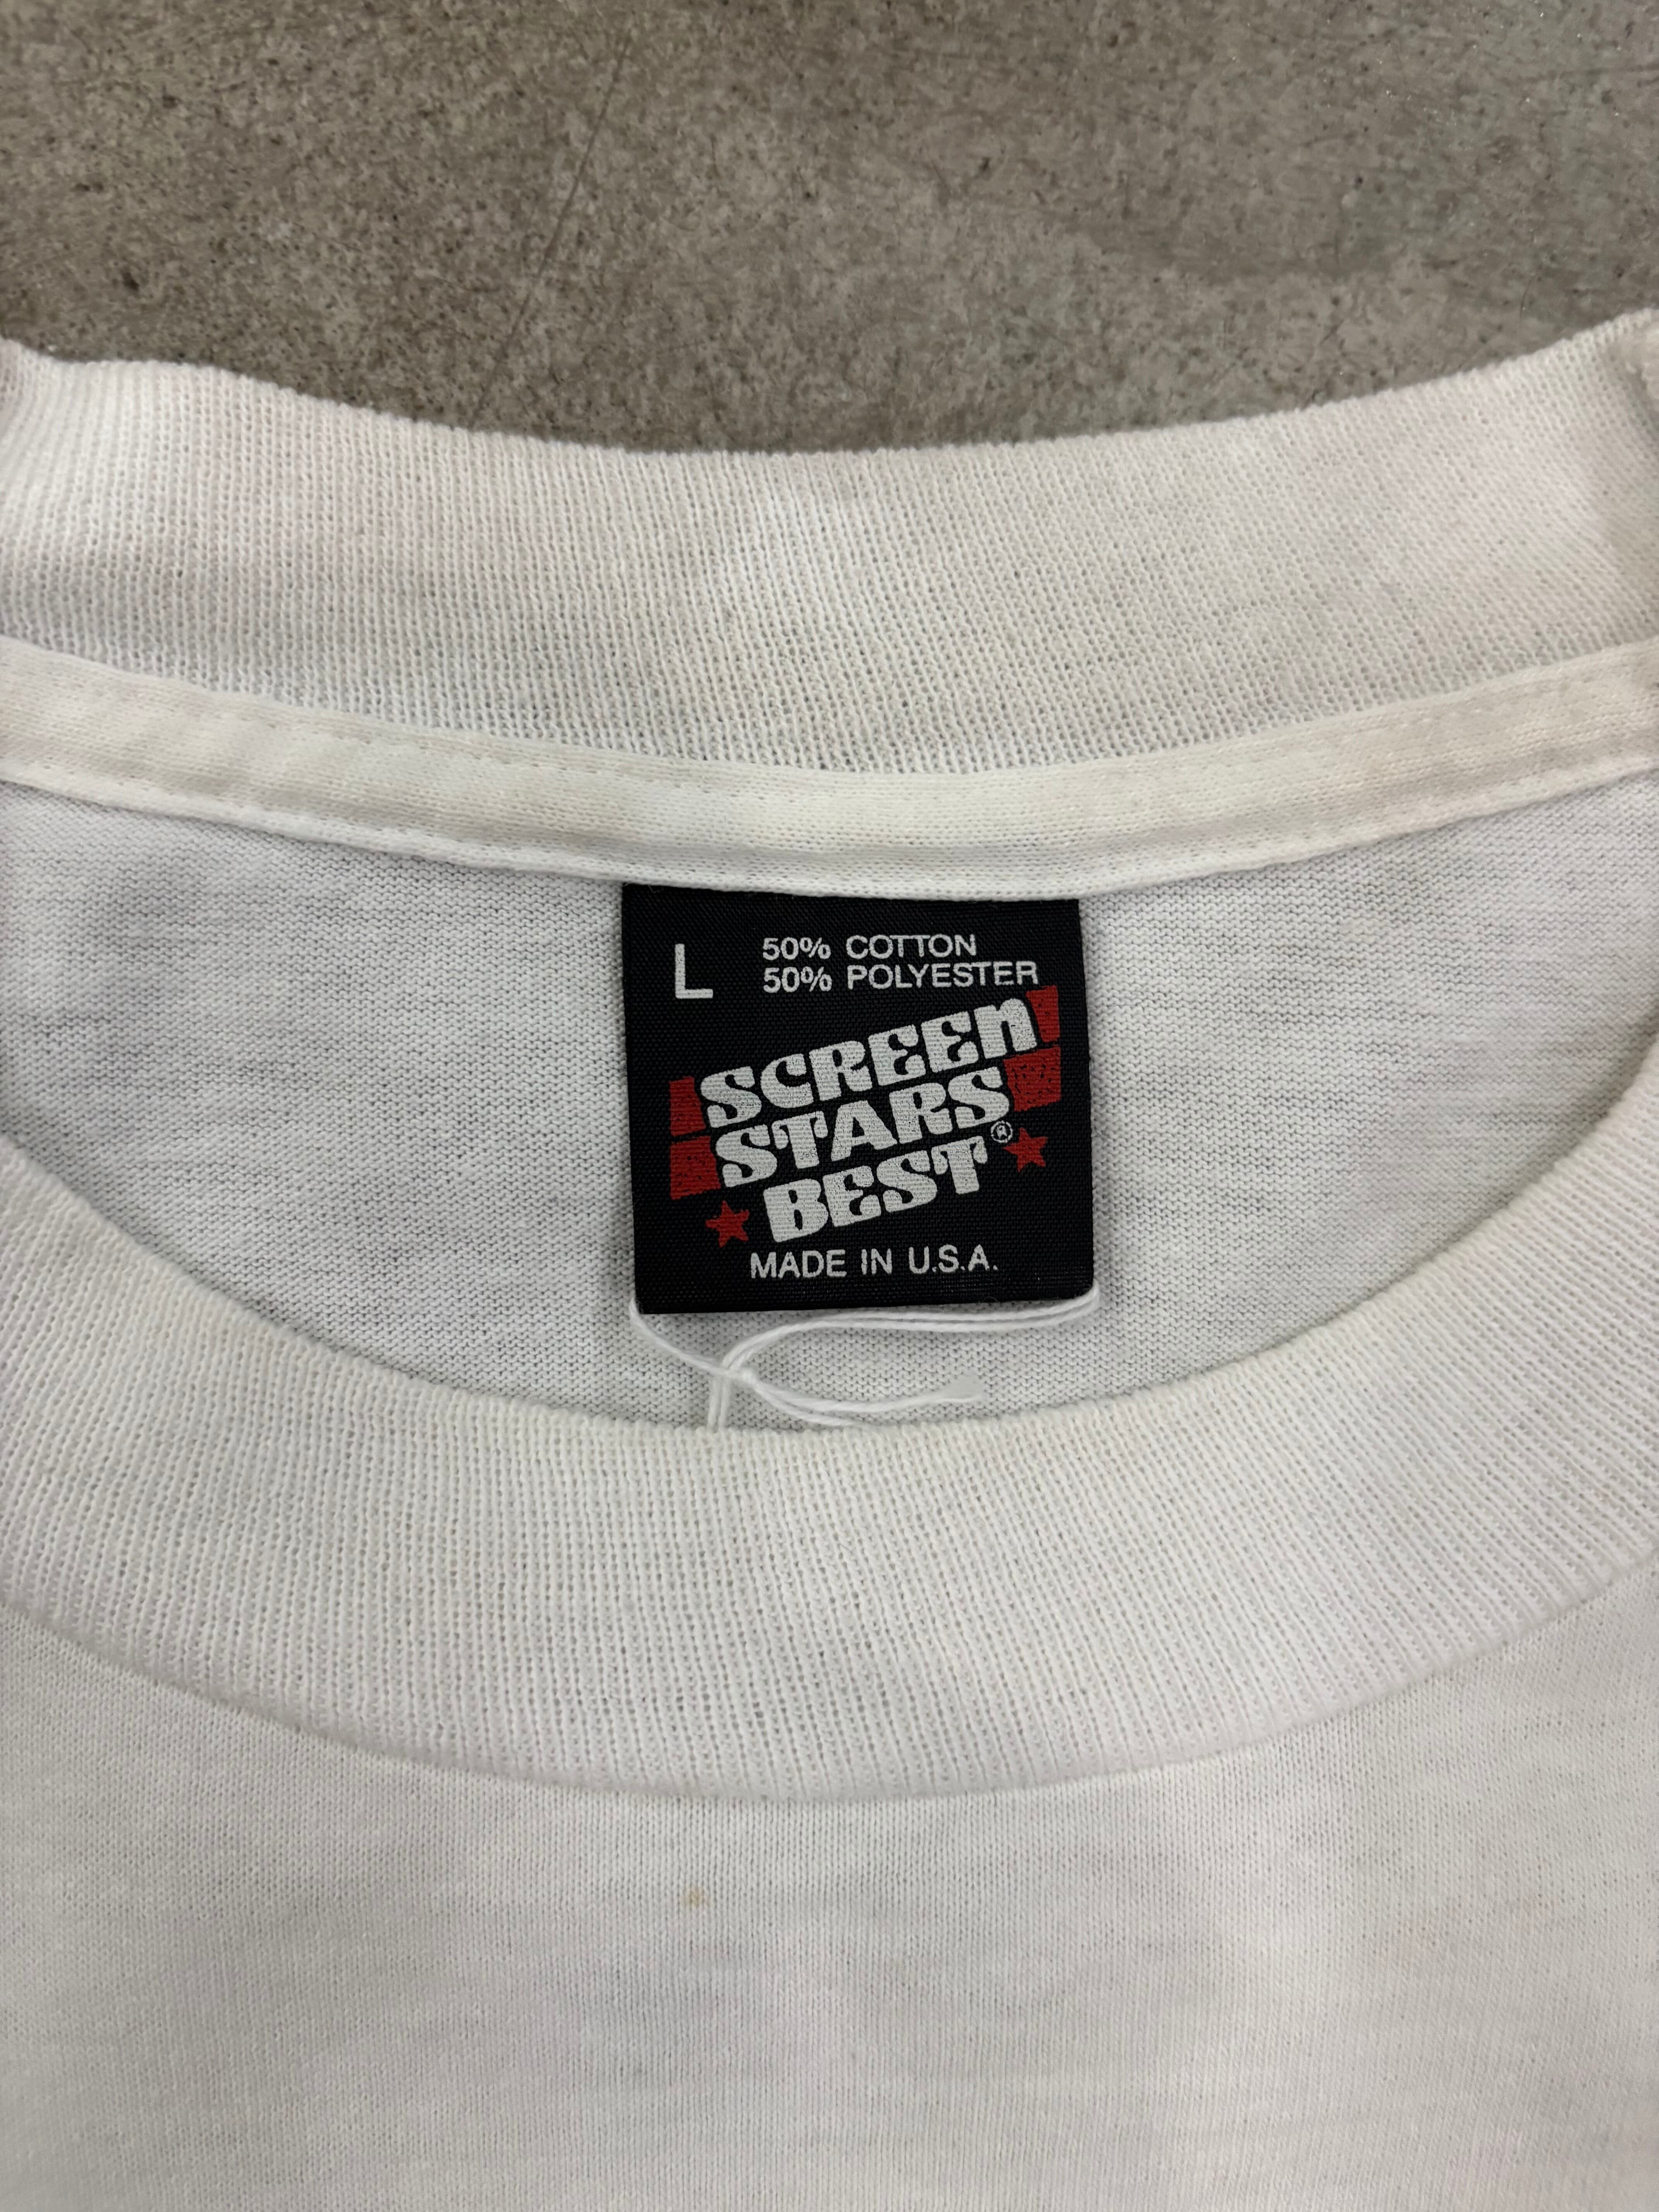 L 50% COTTON
50% POLYESTER
SCREEN
STARS
BEST®
MADE IN U.S.A.